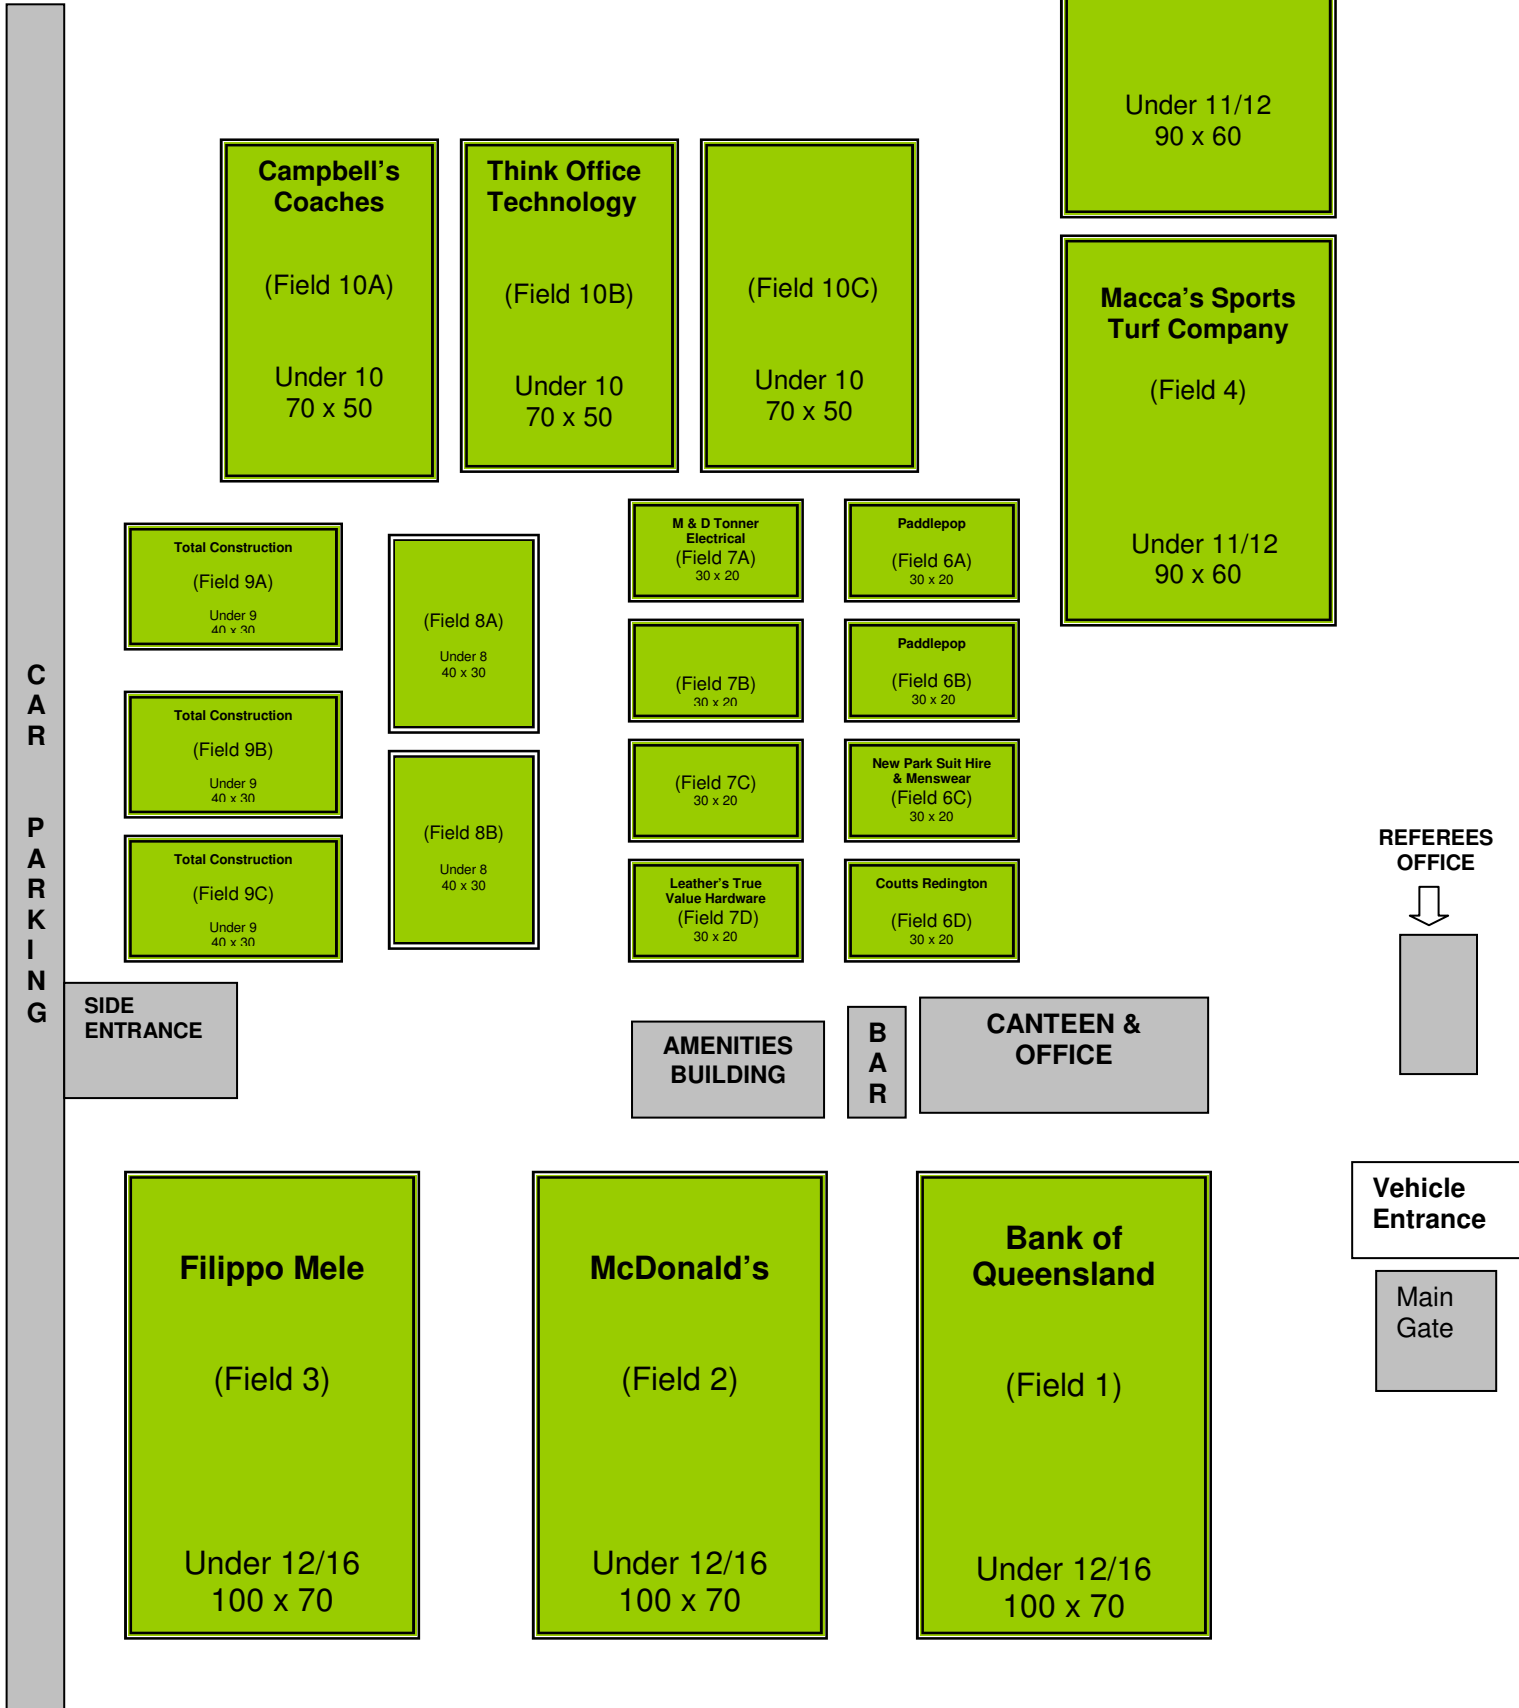 Under 11/12
90 x 60
Campbell’s
Coaches
(Field 10A)
Under 10
70 x 50
Think Office
Technology
(Field 10B)
Under 10
70 x 50
(Field 10C)
Under 10
70 x 50
Macca’s Sports
Turf Company
(Field 4)
Under 11/12
90 x 60
Total Construction
(Field 9A)
Under 9
40 x 30
(Field 8A)
Under 8
40 x 30
M & D Tonner
Electrical
(Field 7A)
30 x 20
Paddlepop
(Field 6A)
30 x 20
(Field 7B)
30 x 20
Paddlepop
(Field 6B)
30 x 20
Total Construction
(Field 9B)
Under 9
40 x 30
(Field 8B)
Under 8
40 x 30
(Field 7C)
30 x 20
New Park Suit Hire
& Menswear
(Field 6C)
30 x 20
Total Construction
(Field 9C)
Under 9
40 x 30
Leather’s True
Value Hardware
(Field 7D)
30 x 20
Coutts Redington
(Field 6D)
30 x 20
C
A
R
P
A
R
K
I
N
G
REFEREES
OFFICE
SIDE
ENTRANCE
AMENITIES
BUILDING
B
A
R
CANTEEN &
OFFICE
Vehicle
Entrance
Main
Gate
Filippo Mele
(Field 3)
Under 12/16
100 x 70
McDonald’s
(Field 2)
Under 12/16
100 x 70
Bank of
Queensland
(Field 1)
Under 12/16
100 x 70